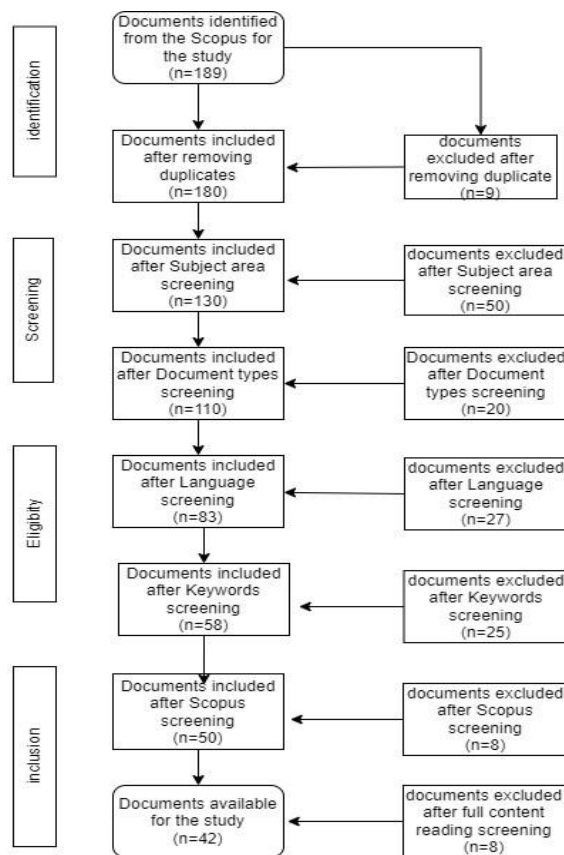 Documents identified
from the Scopus for
the study
(n=189)
identification
Documents included
after removing
duplicates
(n=180)
documents
excluded after
removing duplicate
(n=9)
Screening
Documents included
after Subject area
screening
(n=130)
documents excluded
after Subject area
screening
(n=50)
Documents included
after Document types
screening
(n=110)
Documents excluded
after Document
types screening
(n=20)
Eligibity
Documents included
after Language
screening
(n=83)
documents excluded
after Language
screening
(n=27)
Documents included
after Keywords
screening
(n=58)
documents excluded
after Keywords
screening
(n=25)
inclusion
Documents included
after Scopus
screening
(n=50)
documents excluded
after Scopus
screening
(n=8)
Documents available
for the study
(n=42)
documents excluded
after full content
reading screening
(n=8)